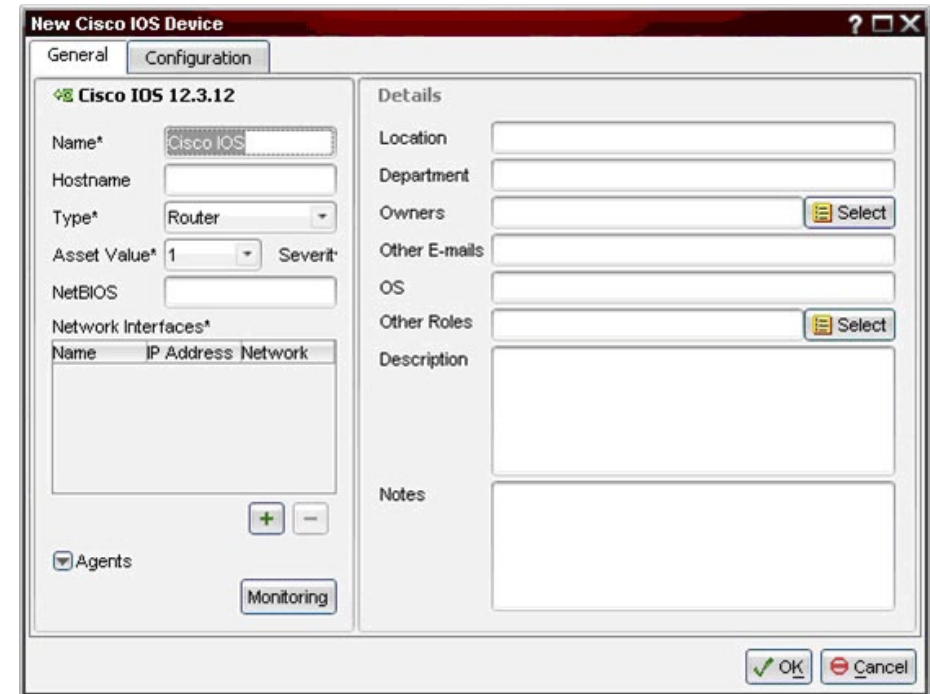 New Cisco IOS Device
General
Configuration
Cisco IOS 12.3.12
Name* Cisco IOS
Hostname
Type* Router
Asset Value* 1 Severit
NetBIOS
Network Interfaces*
Name IP Address Network
Agents
Monitoring
Details
Location
Department
Owners Select
Other E-mails
OS
Other Roles Select
Description
Notes
OK
Cancel